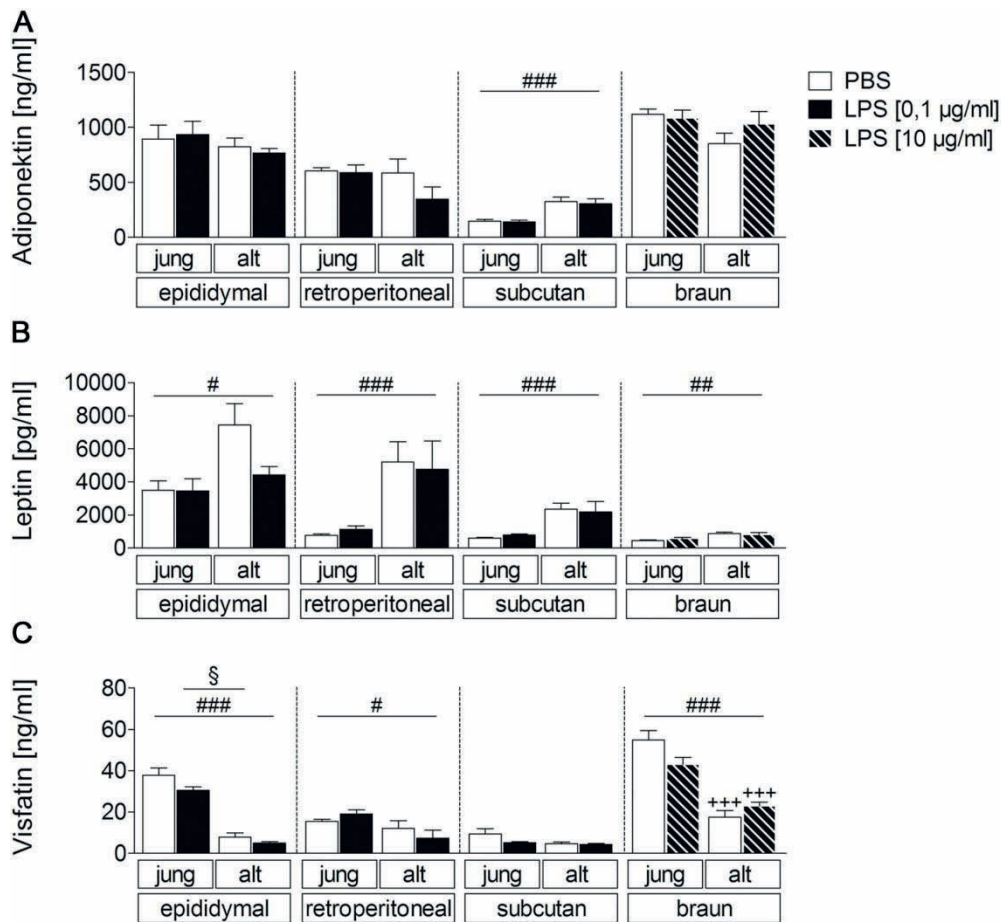 A
Adiponektin [ng/ml]
1500
1000
500
0
###
PBS
LPS [0,1 µg/ml]
LPS [10 µg/ml]
jung alt jung alt jung alt jung alt
epididymal retroperitoneal subcutan braun
B
Leptin [pg/ml]
10000
8000
6000
4000
2000
0
# ### ### ##
jung alt jung alt jung alt jung alt
epididymal retroperitoneal subcutan braun
C
Visfatin [ng/ml]
80
60
40
20
0
§
### # ###
+++ +++
jung alt jung alt jung alt jung alt
epididymal retroperitoneal subcutan braun